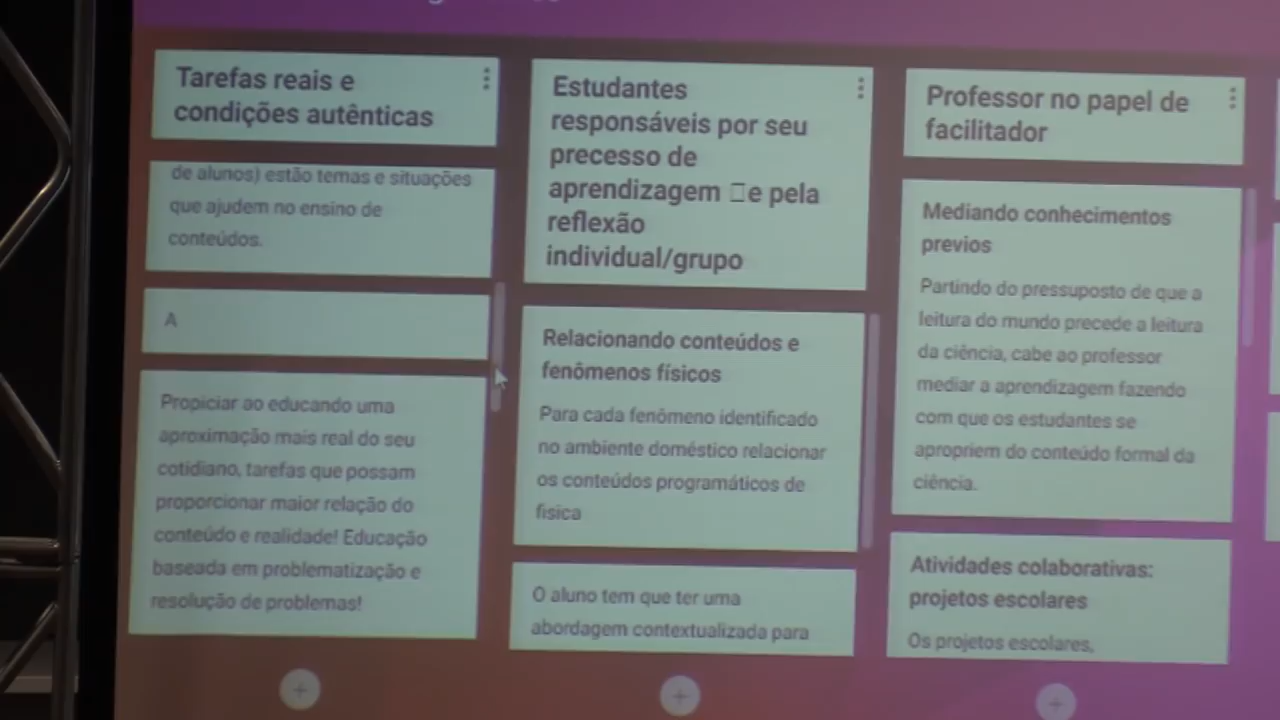 Tarefas reais e
condições autênticas
de alunos) estão temas e situações
que ajudem no ensino de
conteúdos.
A
Propiciar ao educando uma
aproximação mais real do seu
cotidiano, tarefas que possam
proporcionar maior relação do
conteúdo e realidade! Educação
baseada em problematização e
resolução de problemas!
Estudantes
responsáveis por seu
precesso de
aprendizagem □e pela
reflexão
individual/grupo
Relacionando conteúdos e
fenômenos físicos
Para cada fenômeno identificado
no ambiente doméstico relacionar
os conteúdos programáticos de
fisica
O aluno tem que ter uma
abordagem contextualizada para
Professor no papel de
facilitador
Mediando conhecimentos
previos
Partindo do pressuposto de que a
leitura do mundo precede a leitura
da ciência, cabe ao professor
mediar a aprendizagem fazendo
com que os estudantes se
apropriem do conteúdo formal da
ciência.
Atividades colaborativas:
projetos escolares
Os projetos escolares,